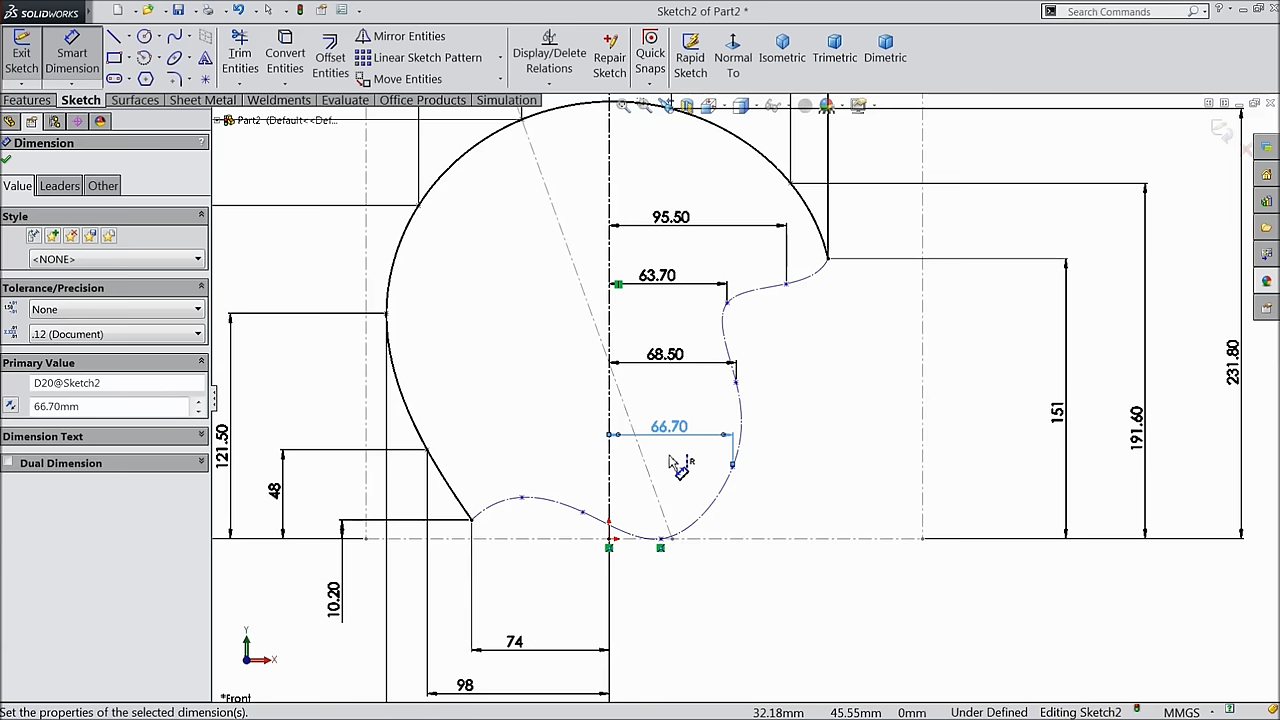 SOLIDWORKS
Sketch2 of Part2 *
Search Commands
Exit Sketch
Smart Dimension
Trim Entities
Convert Entities
Offset Entities
Mirror Entities
Linear Sketch Pattern
Move Entities
Display/Delete Relations
Repair Sketch
Quick Snaps
Rapid Sketch
Normal To
Isometric
Trimetric
Dimetric
Features
Sketch
Surfaces
Sheet Metal
Weldments
Evaluate
Office Products
Simulation
Part2 (Default<<Def...
Dimension
?
Value
Leaders
Other
Style
<NONE>
Tolerance/Precision
None
.12 (Document)
Primary Value
D20@Sketch2
66.70mm
Dimension Text
Dual Dimension
95.50
63.70
68.50
66.70
R
121.50
48
10.20
74
98
151
191.60
231.80
Y
X
*Front
Set the properties of the selected dimension(s).
32.18mm
45.55mm
0mm
Under Defined
Editing Sketch2
MMGS